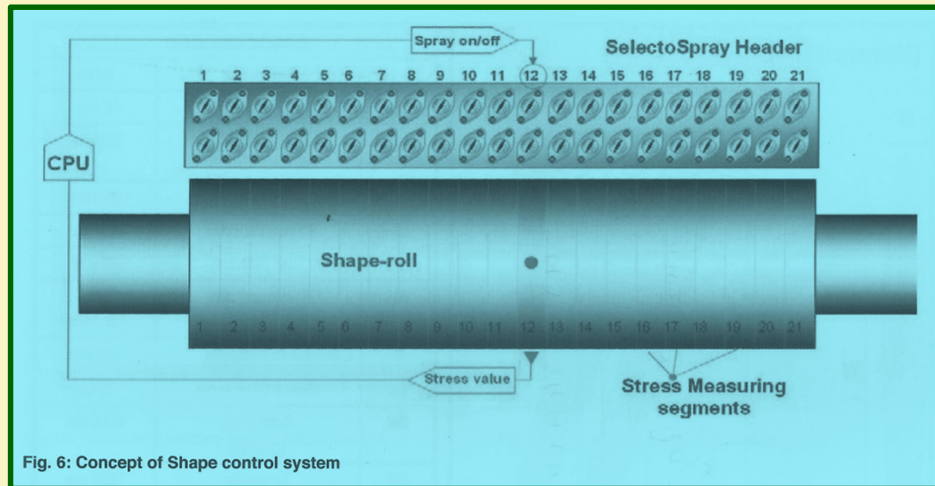 Spray on/off
SelectoSpray Header
1 2 3 4 5 6 7 8 9 10 11 12 13 14 15 16 17 18 19 20 21
CPU
Shape-roll
1 2 3 4 5 6 7 8 9 10 11 12 13 14 15 16 17 18 19 20 21
Stress value
Stress Measuring
segments
Fig. 6: Concept of Shape control system